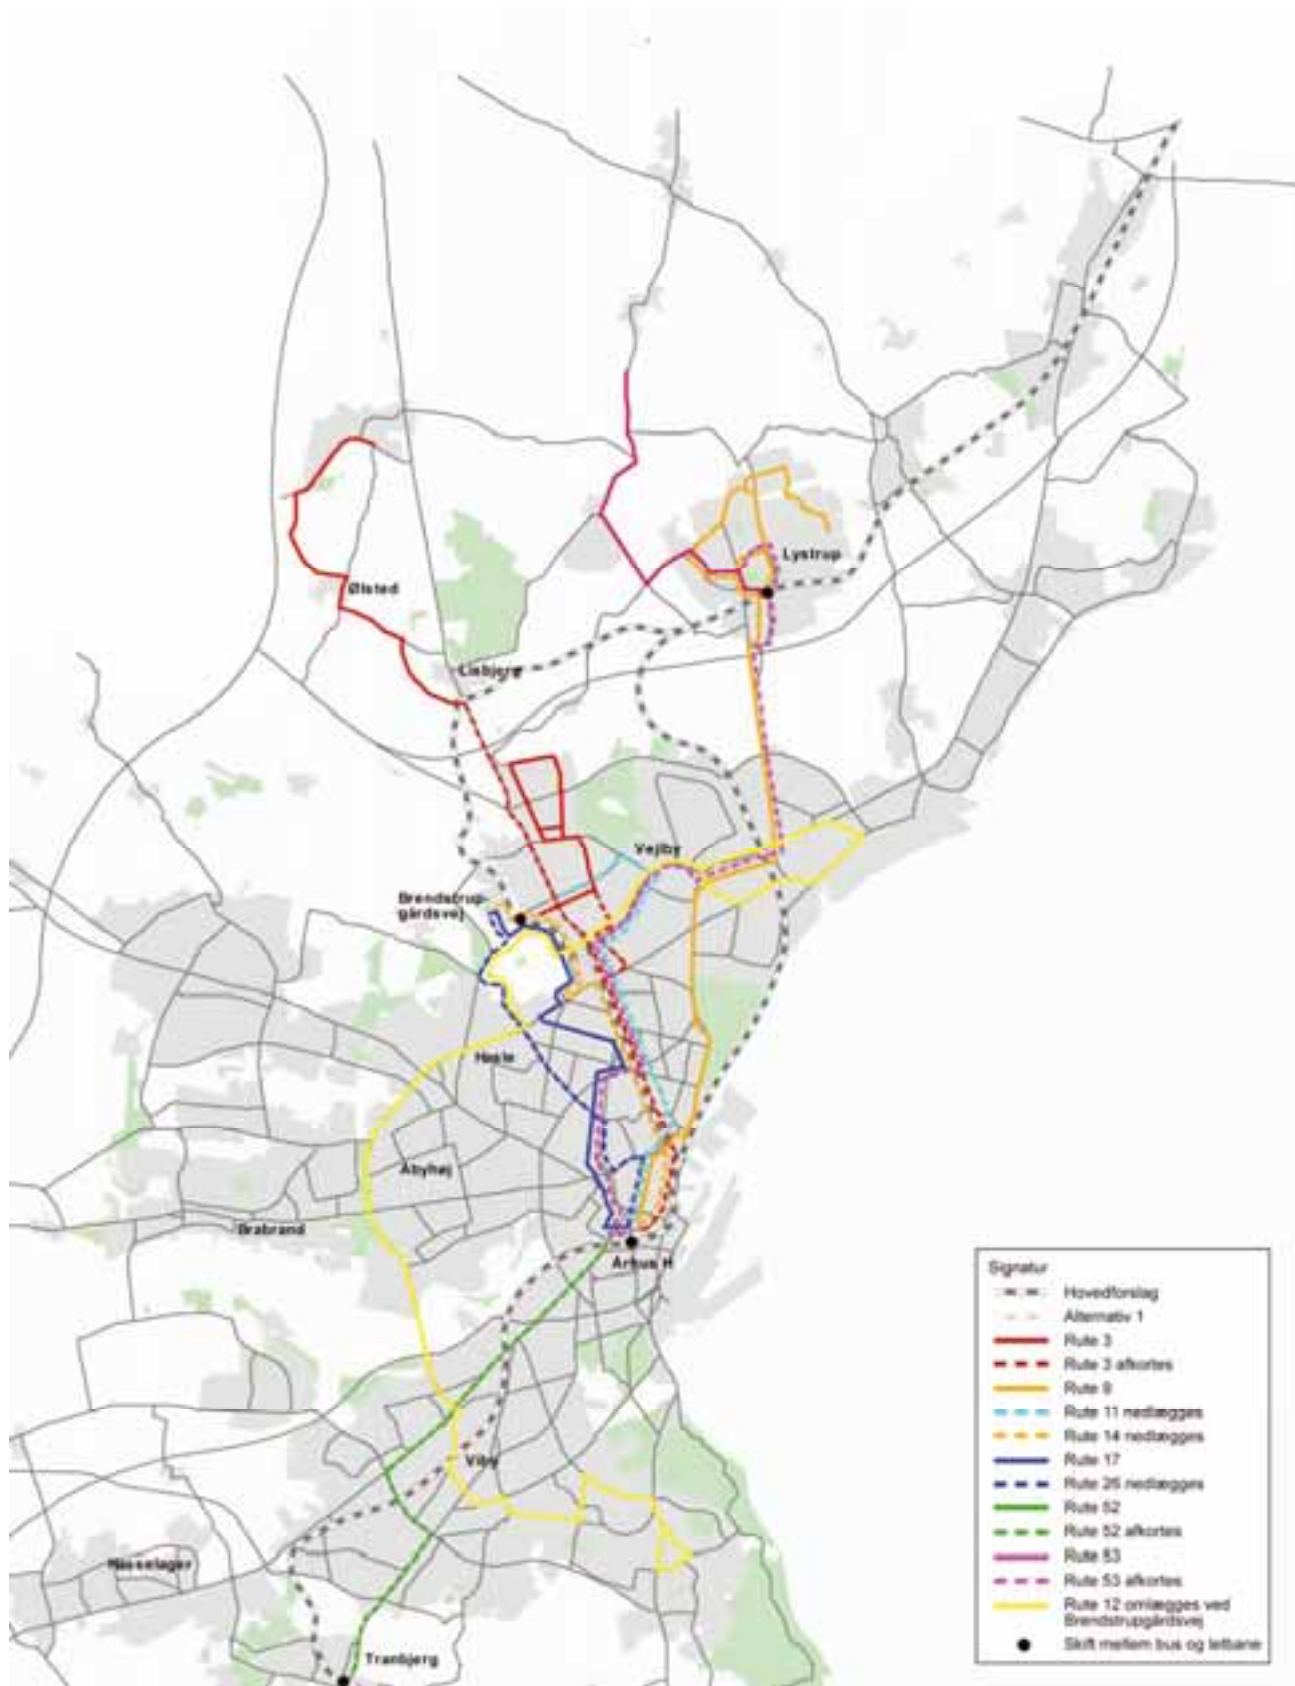 Lystrup
Ølsted
Lisbjerg
Vejlby
Brendstrup-
gårdsvej
Hasle
Åbyhøj
Brabrand
Århus H
Viby
Hasselager
Tranbjerg
Signatur
Hovedforslag
Alternativ 1
Rute 3
Rute 3 afkortes
Rute 9
Rute 11 nedlægges
Rute 14 nedlægges
Rute 17
Rute 26 nedlægges
Rute 52
Rute 52 afkortes
Rute 53
Rute 53 afkortes
Rute 12 omlægges ved
Brendstrupgårdsvej
Skift mellem bus og letbane